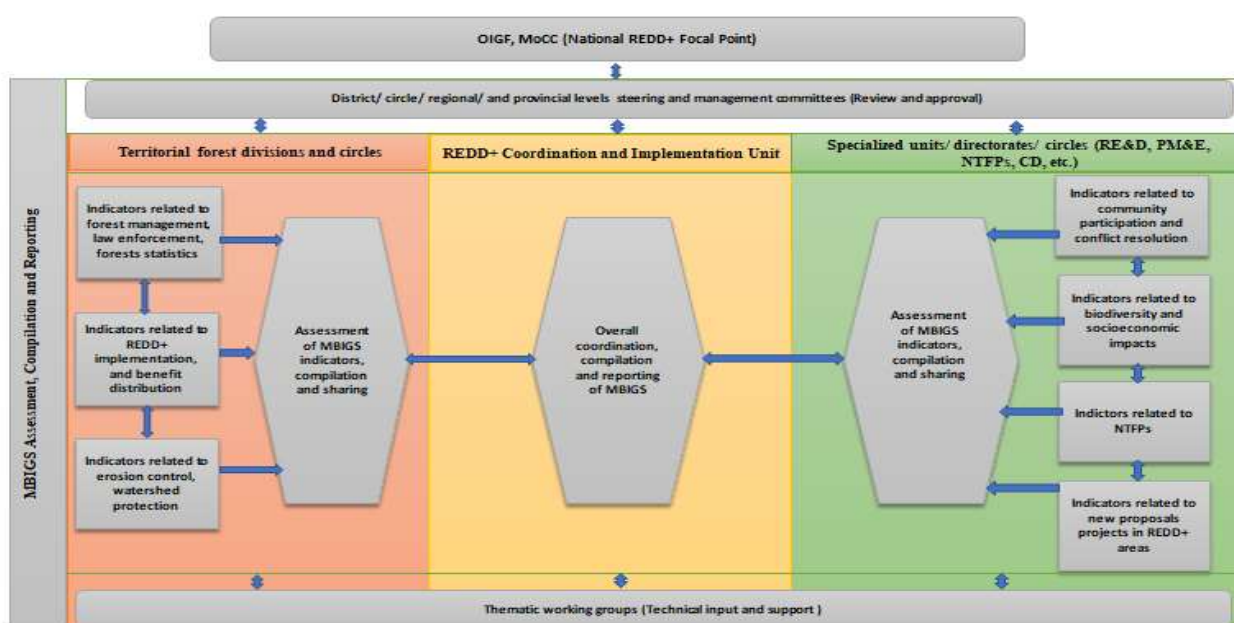 OIGF, MoCC (National REDD+ Focal Point)
District/ circle/ regional/ and provincial levels steering and management committees (Review and approval)
MBIGS Assessment, Compilation and Reporting
Territorial forest divisions and circles
REDD+ Coordination and Implementation Unit
Specialized units/ directorates/ circles (RE&D, PM&E,
NTFPs, CD, etc.)
Indicators related to
forest management,
law enforcement,
forests statistics
Indicators related to
REDD+
implementation,
and benefit
distribution
Indicators related to
erosion control,
watershed
protection
Assessment
of MBIGS
indicators,
compilation
and sharing
Overall
coordination,
compilation
and reporting
of MBIGS
Assessment
of MBIGS
indicators,
compilation
and sharing
Indicators related to
community
participation and
conflict resolution
Indicators related to
biodiversity and
socioeconomic
impacts
Indictors related to
NTFPs
Indicators related to
new proposals
projects in REDD+
areas
Thematic working groups (Technical input and support )